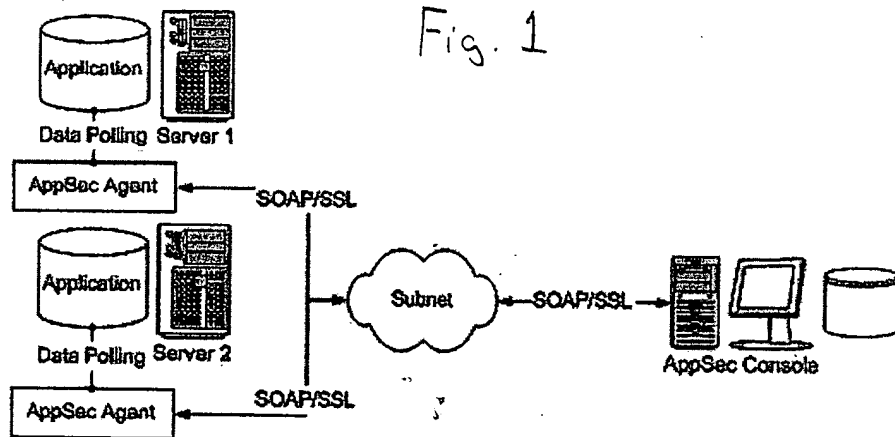 Fig. 1
Application
Data Polling Server 1
AppSec Agent
SOAP/SSL
Application
Data Polling Server 2
AppSec Agent
SOAP/SSL
Subnet
SOAP/SSL
AppSec Console